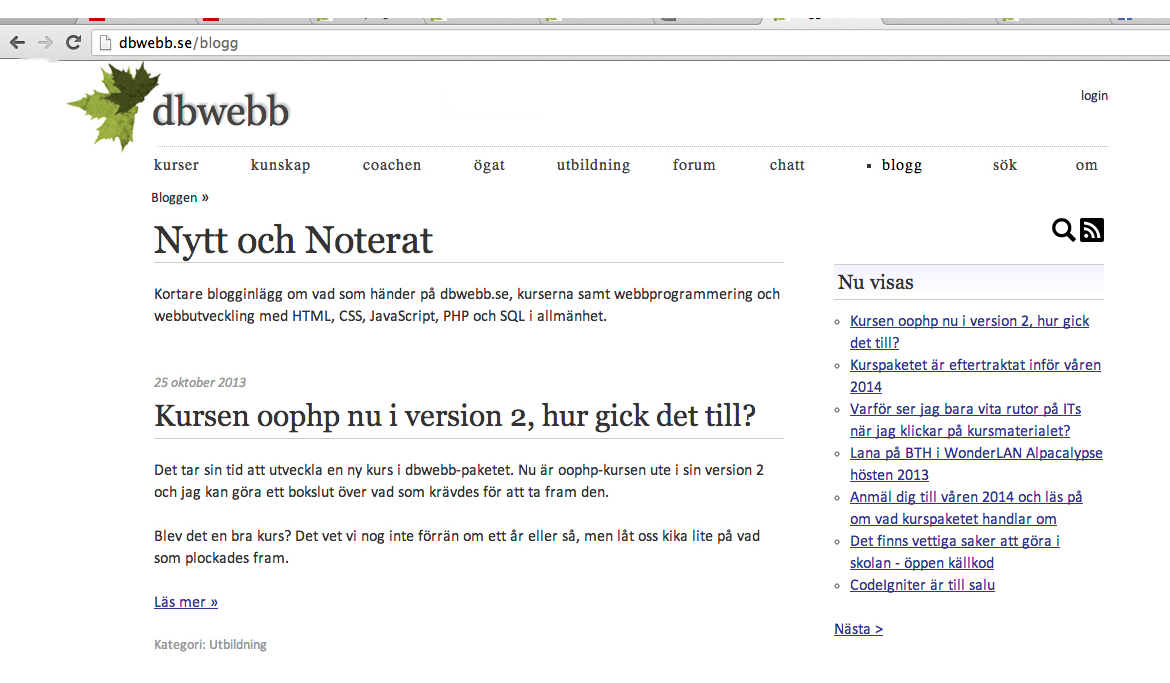 dbwebb.se/blogg
dbwebb
login
kurser kunskap coachen ögat utbildning forum chatt blogg sök om
Bloggen »
Nytt och Noterat
Kortare blogginlägg om vad som händer på dbwebb.se, kurserna samt webbprogrammering och
webbutveckling med HTML, CSS, JavaScript, PHP och SQL i allmänhet.
25 oktober 2013
Kursen oophp nu i version 2, hur gick det till?
Det tar sin tid att utveckla en ny kurs i dbwebb-paketet. Nu är oophp-kursen ute i sin version 2
och jag kan göra ett bokslut över vad som krävdes för att ta fram den.
Blev det en bra kurs? Det vet vi nog inte förrän om ett år eller så, men låt oss kika lite på vad
som plockades fram.
Läs mer »
Kategori: Utbildning
Nu visas
Kursen oophp nu i version 2, hur gick
det till?
Kurspaketet är eftertraktat inför våren
2014
Varför ser jag bara vita rutor på ITs
när jag klickar på kursmaterialet?
Lana på BTH i WonderLAN Alpacalypse
hösten 2013
Anmäl dig till våren 2014 och läs på
om vad kurspaketet handlar om
Det finns vettiga saker att göra i
skolan - öppen källkod
CodeIgniter är till salu
Nästa >